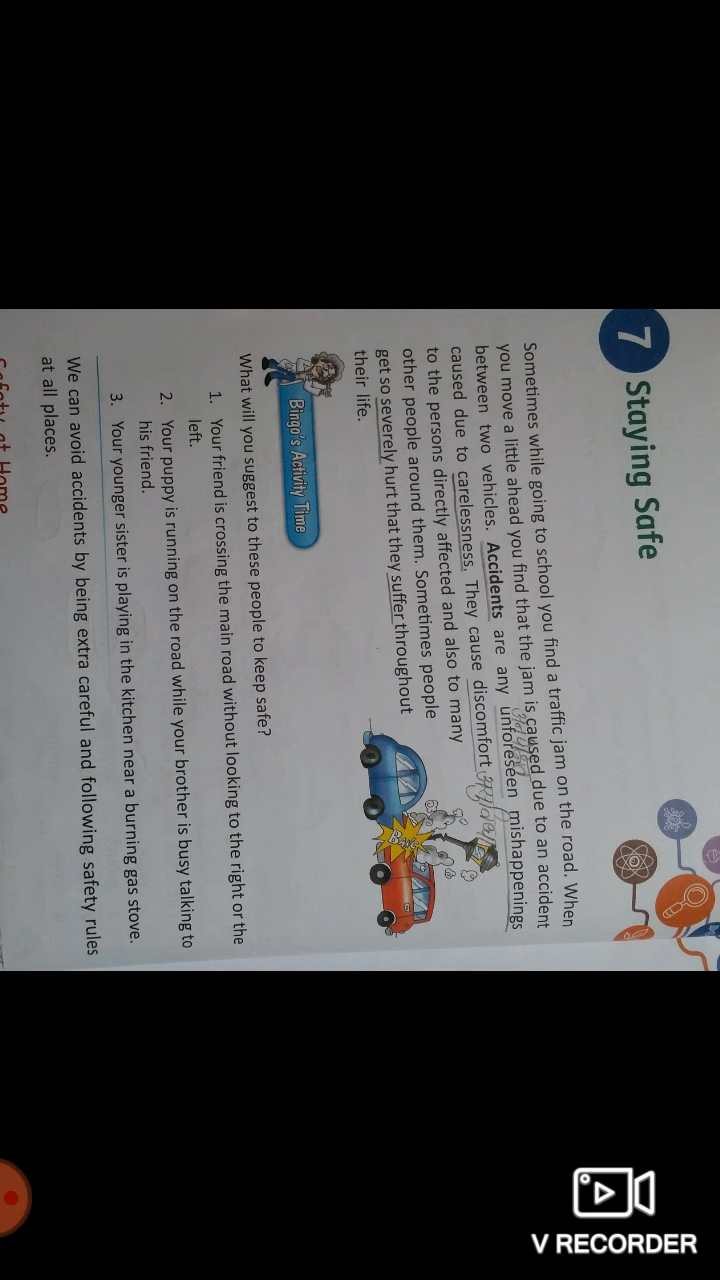 7 Staying Safe
Sometimes while going to school you find a traffic jam on the road. When
you move a little ahead you find that the jam is caused due to an accident
between two vehicles. Accidents are any unforeseen mishappenings
caused due to carelessness. They cause discomfort
to the persons directly affected and also to many
other people around them. Sometimes people
get so severely hurt that they suffer throughout
their life.
BANG
Bingo's Activity Time
What will you suggest to these people to keep safe?
1. Your friend is crossing the main road without looking to the right or the
left.
2. Your puppy is running on the road while your brother is busy talking to
his friend.
3. Your younger sister is playing in the kitchen near a burning gas stove.
We can avoid accidents by being extra careful and following safety rules
at all places.
Safety at Home
V RECORDER